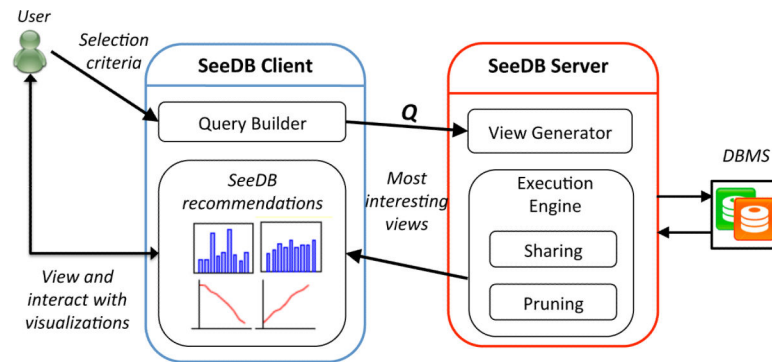 User
Selection
criteria
SeeDB Client
Query Builder
SeeDB
recommendations
View and
interact with
visualizations
Q
Most
interesting
views
SeeDB Server
View Generator
Execution
Engine
Sharing
Pruning
DBMS